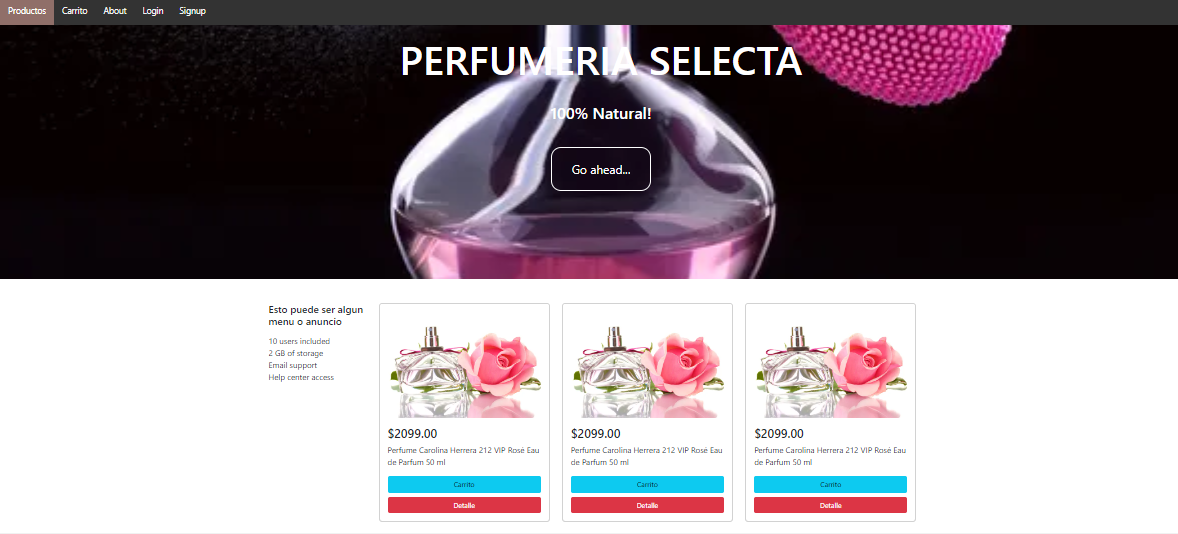 Productos Carrito About Login Signup
PERFUMERIA SELECTA
100% Natural!
Go ahead...
Esto puede ser algun
menu o anuncio
10 users included
2 GB of storage
Email support
Help center access
$2099.00
Perfume Carolina Herrera 212 VIP Rosé Eau
de Parfum 50 ml
Carrito
Detalle
$2099.00
Perfume Carolina Herrera 212 VIP Rosé Eau
de Parfum 50 ml
Carrito
Detalle
$2099.00
Perfume Carolina Herrera 212 VIP Rosé Eau
de Parfum 50 ml
Carrito
Detalle